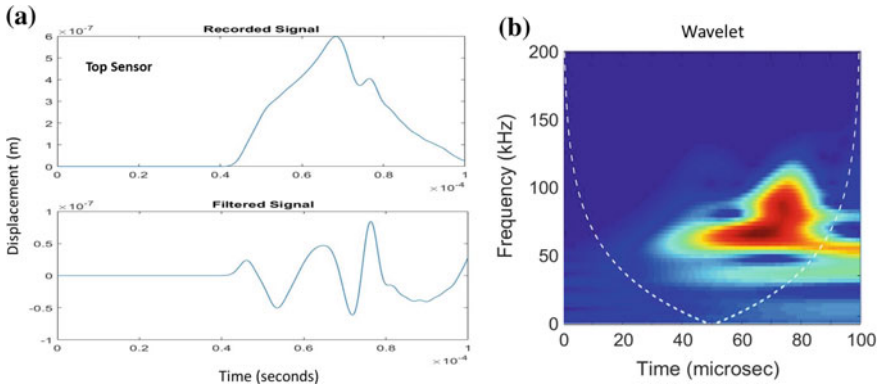 (a)
Recorded Signal
× 10⁻⁷
6
5
4
3
2
1
0
Top Sensor
0 0.2 0.4 0.6 0.8 1
× 10⁻⁴
Displacement (m)
Filtered Signal
× 10⁻⁷
1
0.5
0
-0.5
-1
0 0.2 0.4 0.6 0.8 1
× 10⁻⁴
Time (seconds)
(b)
Wavelet
200
150
100
50
0
Frequency (kHz)
0 20 40 60 80 100
Time (microsec)